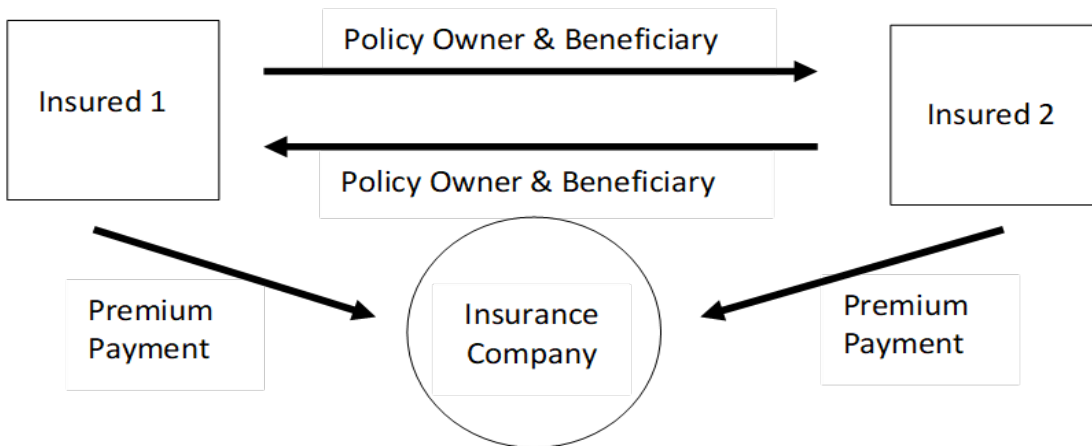 Policy Owner & Beneficiary
Insured 1
Insured 2
Policy Owner & Beneficiary
Premium
Payment
Insurance
Company
Premium
Payment